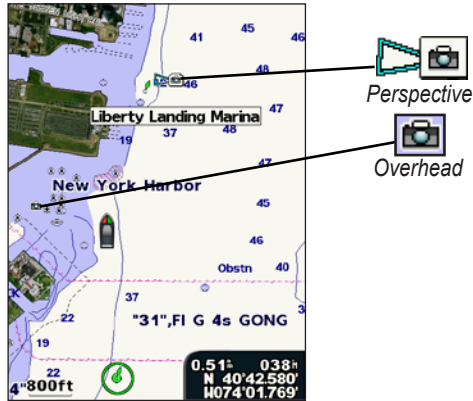 41
45
46
48
46
Perspective
Liberty Landing Marina
47
19
37
48
47
Overhead
New York Harbor
45
46
Obstn
40
37
"31",Fl G 4s GONG
22
19
22
0.51
038
N 40°42.580'
W074°01.769'
4"800ft